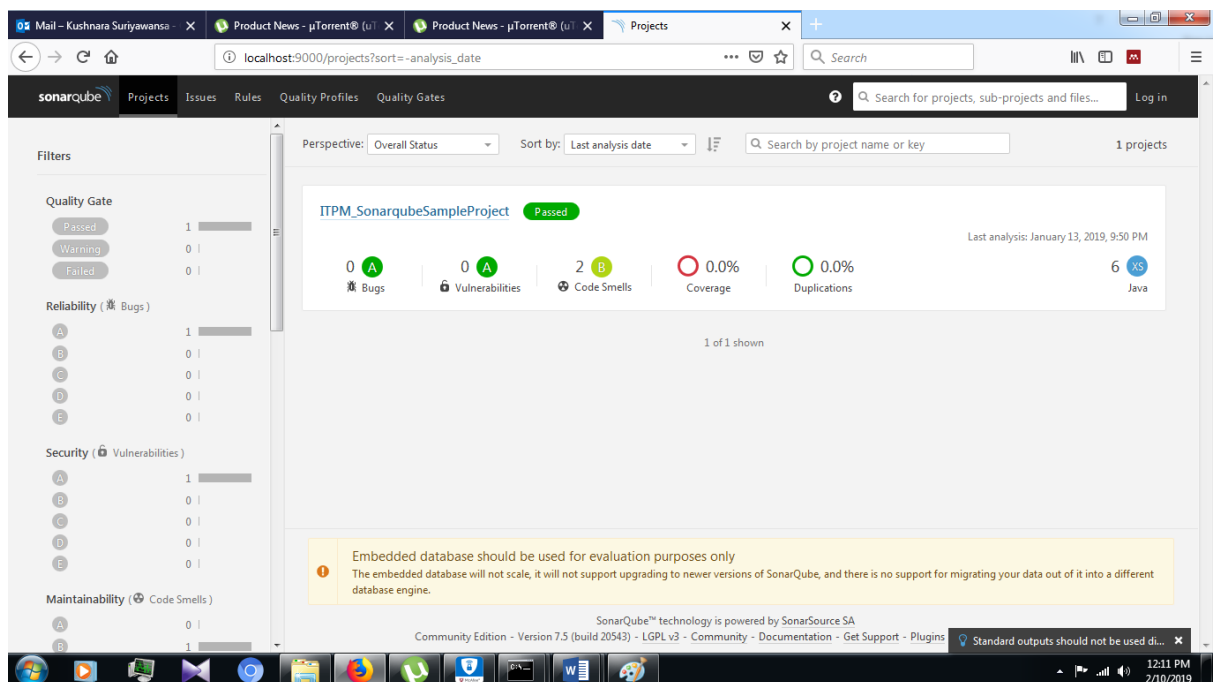 Mail – Kushnara Suriyawansa -
Product News - µTorrent® (uT
Product News - µTorrent® (uT
Projects
localhost:9000/projects?sort=-analysis_date
Search
sonarqube
Projects
Issues
Rules
Quality Profiles
Quality Gates
Search for projects, sub-projects and files...
Log in
Filters
Quality Gate
Passed 1
Warning 0
Failed 0
Reliability ( Bugs )
A 1
B 0
C 0
D 0
E 0
Security ( Vulnerabilities )
A 1
B 0
C 0
D 0
E 0
Maintainability ( Code Smells )
A 0
B 1
Perspective: Overall Status
Sort by: Last analysis date
Search by project name or key
1 projects
ITPM_SonarqubeSampleProject Passed
Last analysis: January 13, 2019, 9:50 PM
0 A
Bugs
0 A
Vulnerabilities
2 B
Code Smells
0.0%
Coverage
0.0%
Duplications
6 XS
Java
1 of 1 shown
Embedded database should be used for evaluation purposes only
The embedded database will not scale, it will not support upgrading to newer versions of SonarQube, and there is no support for migrating your data out of it into a different
database engine.
SonarQube™ technology is powered by SonarSource SA
Community Edition - Version 7.5 (build 20543) - LGPL v3 - Community - Documentation - Get Support - Plugins
Standard outputs should not be used di...
12:11 PM
2/10/2019